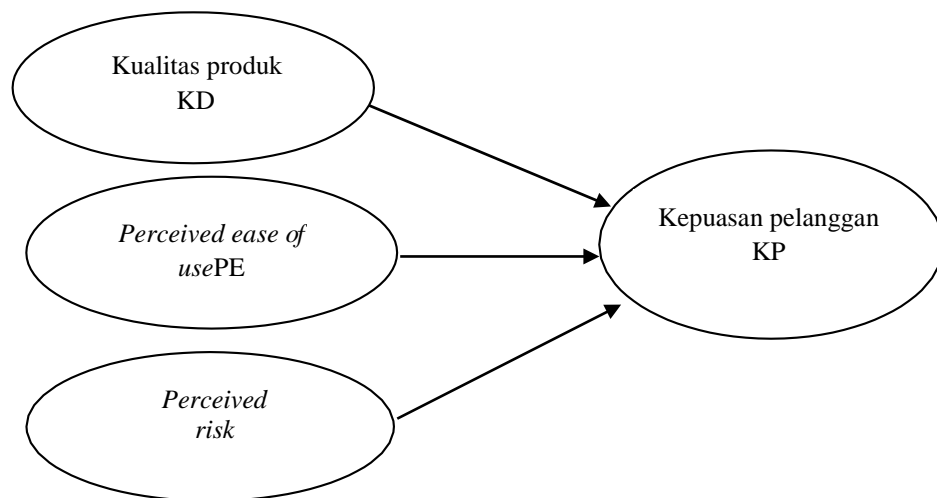 Kualitas produk
KD
Perceived ease of
usePE
Kepuasan pelanggan
KP
Perceived
risk